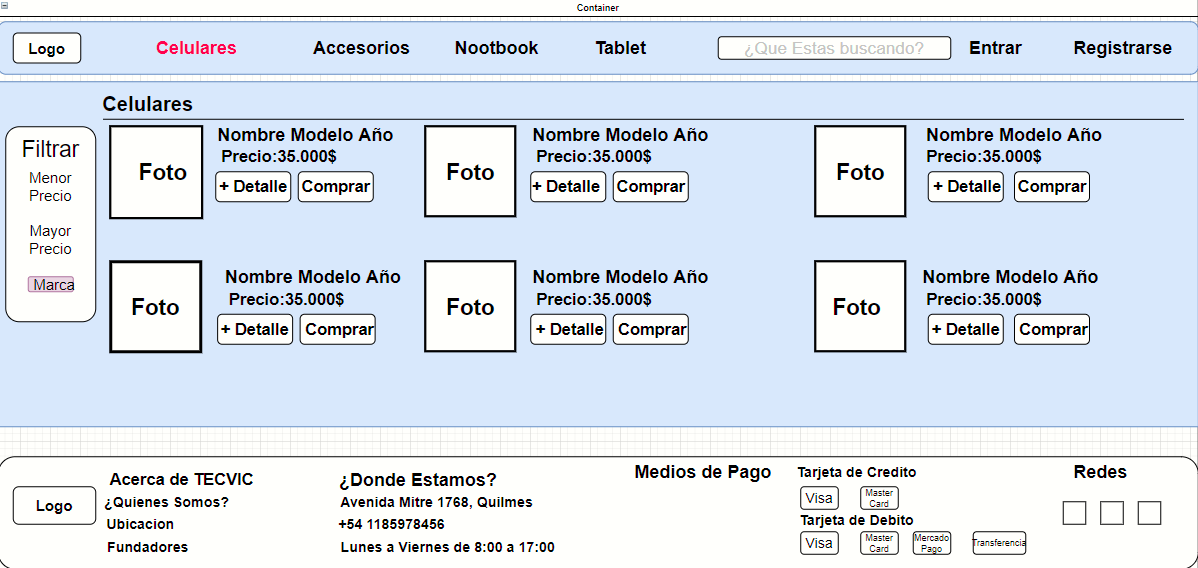 Container
Logo
Celulares
Accesorios
Nootbook
Tablet
¿Que Estas buscando?
Entrar
Registrarse
Celulares
Filtrar
Menor
Precio
Mayor
Precio
Marca
Foto
Nombre Modelo Año
Precio:35.000$
+ Detalle
Comprar
Foto
Nombre Modelo Año
Precio:35.000$
+ Detalle
Comprar
Foto
Nombre Modelo Año
Precio:35.000$
+ Detalle
Comprar
Foto
Nombre Modelo Año
Precio:35.000$
+ Detalle
Comprar
Foto
Nombre Modelo Año
Precio:35.000$
+ Detalle
Comprar
Foto
Nombre Modelo Año
Precio:35.000$
+ Detalle
Comprar
Logo
Acerca de TECVIC
¿Quienes Somos?
Ubicacion
Fundadores
¿Donde Estamos?
Avenida Mitre 1768, Quilmes
+54 1185978456
Lunes a Viernes de 8:00 a 17:00
Medios de Pago
Tarjeta de Credito
Visa
Master
Card
Tarjeta de Debito
Visa
Master
Card
Mercado
Pago
Transferencia
Redes